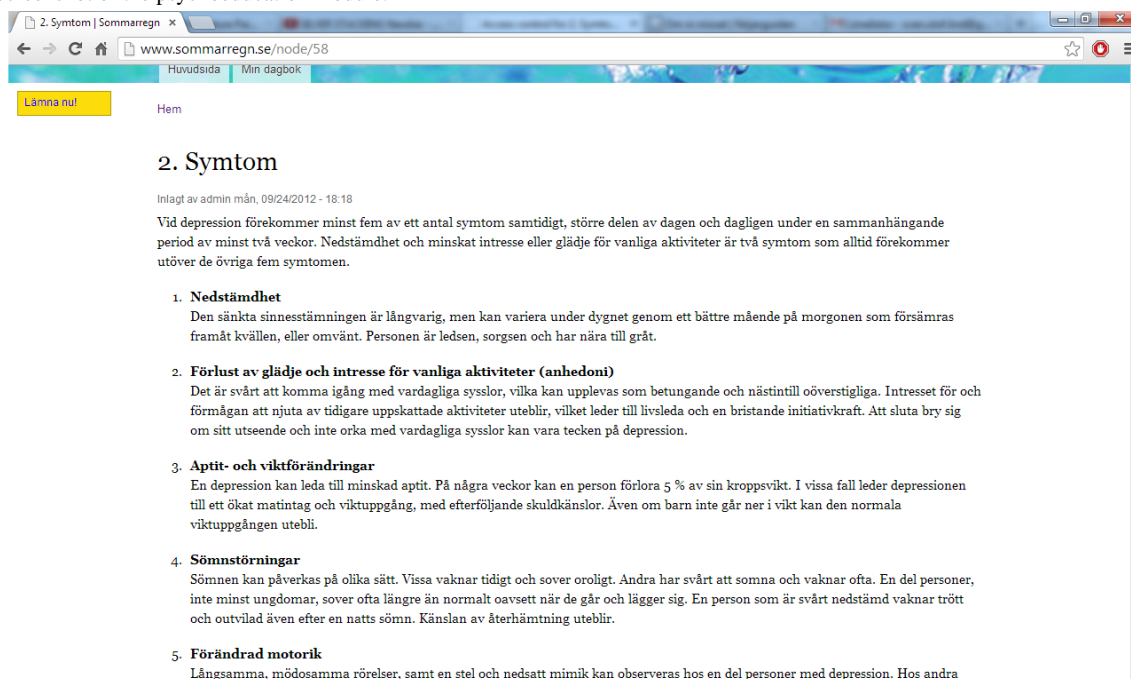 2. Symtom | Sommarregn
www.sommarregn.se/node/58
Huvudsida Min dagbok
Lämna nu!
Hem
2. Symtom
Inlagt av admin mån, 09/24/2012 - 18:18
Vid depression förekommer minst fem av ett antal symtom samtidigt, större delen av dagen och dagligen under en sammanhängande
period av minst två veckor. Nedstämdhet och minskat intresse eller glädje för vanliga aktiviteter är två symtom som alltid förekommer
utöver de övriga fem symtomen.
1. Nedstämdhet
Den sänkta sinnesstämningen är långvarig, men kan variera under dygnet genom ett bättre mående på morgonen som försämras
framåt kvällen, eller omvänt. Personen är ledsen, sorgsen och har nära till gråt.
2. Förlust av glädje och intresse för vanliga aktiviteter (anhedoni)
Det är svårt att komma igång med vardagliga sysslor, vilka kan upplevas som betungande och nästintill oöverstigliga. Intresset för och
förmågan att njuta av tidigare uppskattade aktiviteter uteblir, vilket leder till livsleda och en bristande initiativkraft. Att sluta bry sig
om sitt utseende och inte orka med vardagliga sysslor kan vara tecken på depression.
3. Aptit- och viktförändringar
En depression kan leda till minskad aptit. På några veckor kan en person förlora 5 % av sin kroppsvikt. I vissa fall leder depressionen
till ett ökat matintag och viktuppgång, med efterföljande skuldkänslor. Även om barn inte går ner i vikt kan den normala
viktuppgången utebli.
4. Sömnstörningar
Sömnen kan påverkas på olika sätt. Vissa vaknar tidigt och sover oroligt. Andra har svårt att somna och vaknar ofta. En del personer,
inte minst ungdomar, sover ofta längre än normalt oavsett när de går och lägger sig. En person som är svårt nedstämd vaknar trött
och outvilad även efter en natts sömn. Känslan av återhämtning uteblir.
5. Förändrad motorik
Långsamma, mödosamma rörelser, samt en stel och nedsatt mimik kan observeras hos en del personer med depression. Hos andra